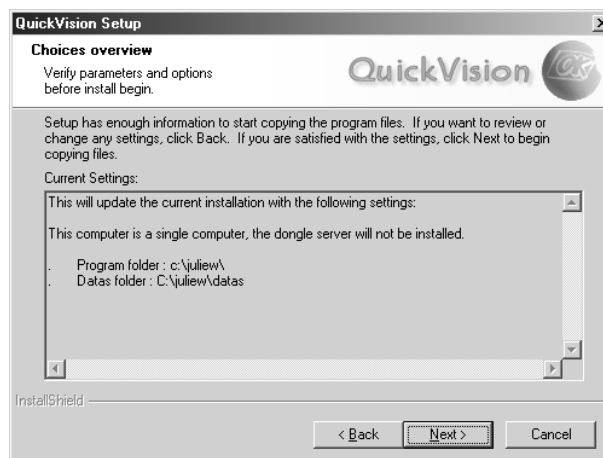 QuickVision Setup
Choices overview
Verify parameters and options
before install begin.
QuickVision
OK
Setup has enough information to start copying the program files. If you want to review or
change any settings, click Back. If you are satisfied with the settings, click Next to begin
copying files.
Current Settings:
This will update the current installation with the following settings:
This computer is a single computer, the dongle server will not be installed.
. Program folder : c:\juliew\
. Datas folder : C:\juliew\datas
InstallShield
< Back
Next >
Cancel